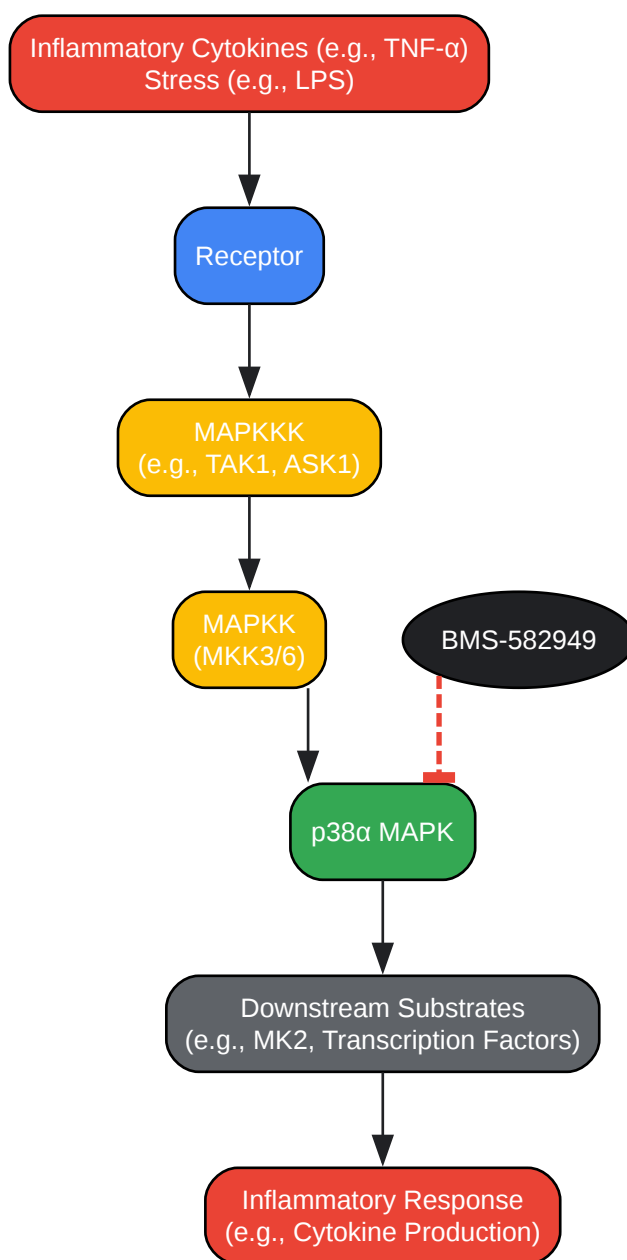 Inflammatory Cytokines (e.g., TNF-α)
Stress (e.g., LPS)
Receptor
MAPKKK
(e.g., TAK1, ASK1)
MAPKK
(MKK3/6)
BMS-582949
p38α MAPK
Downstream Substrates
(e.g., MK2, Transcription Factors)
Inflammatory Response
(e.g., Cytokine Production)